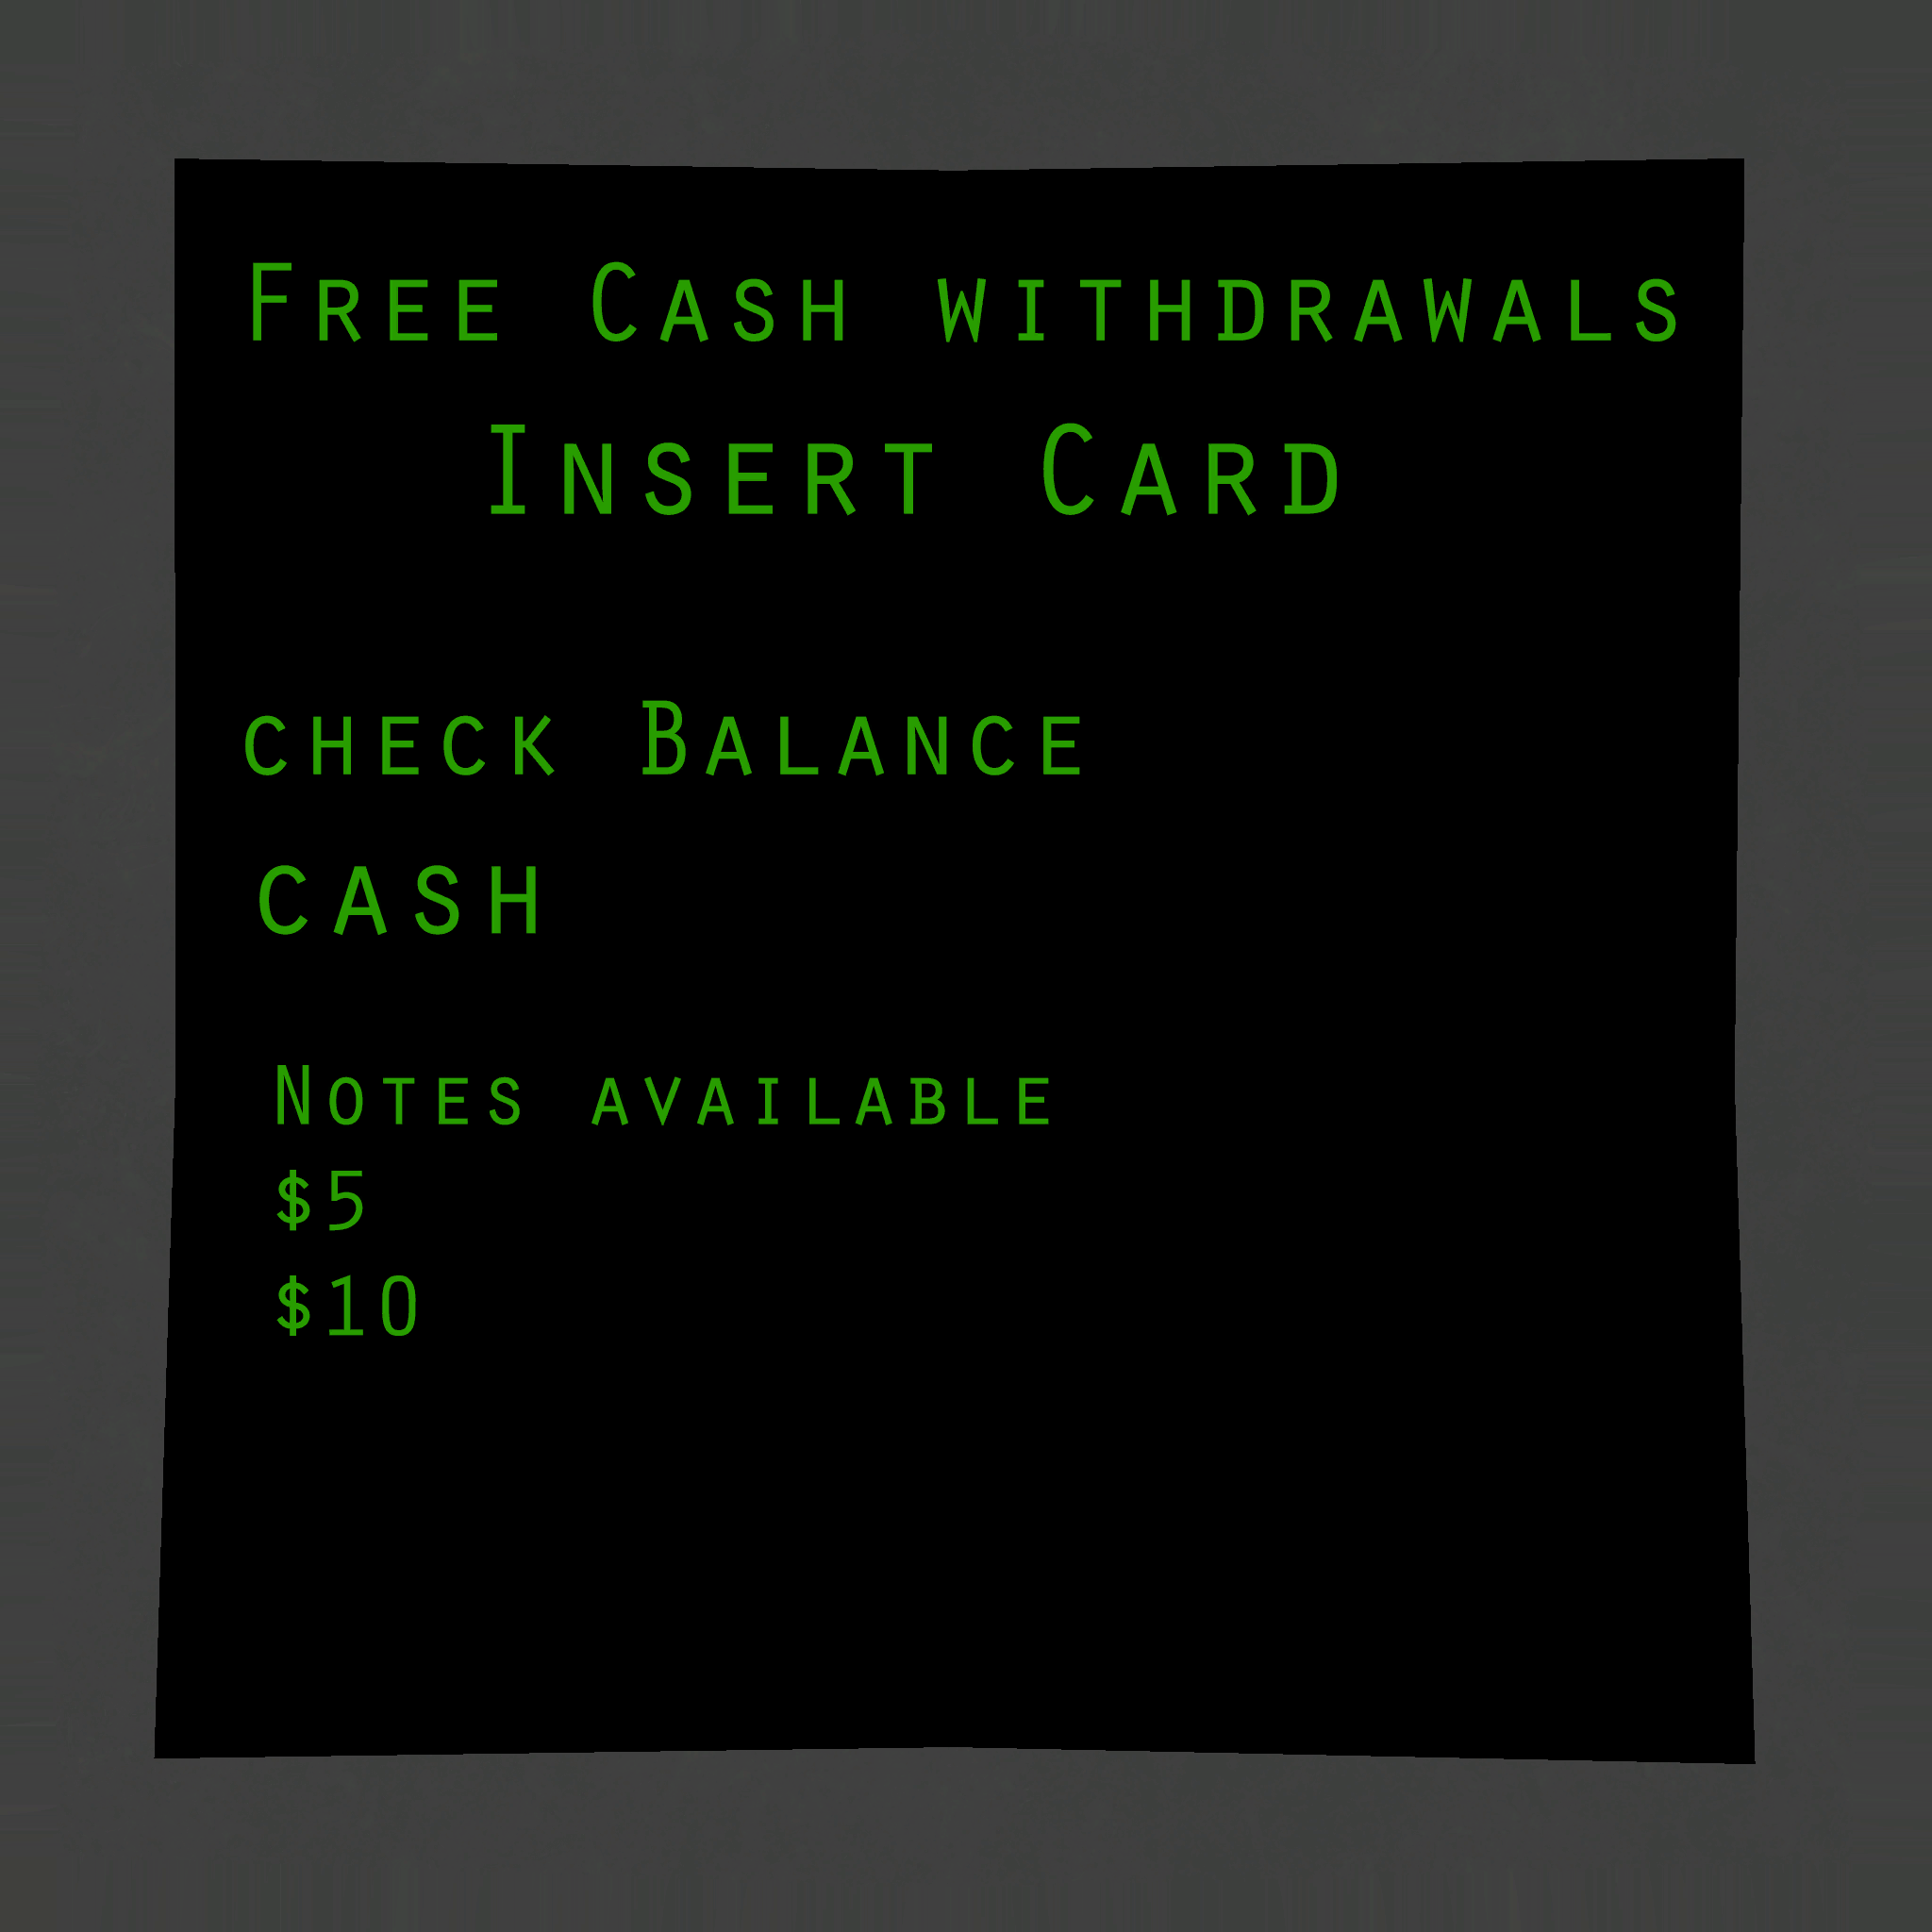 Free Cash withdrawals
Insert Card
check Balance
cash
Notes available
$5
$10